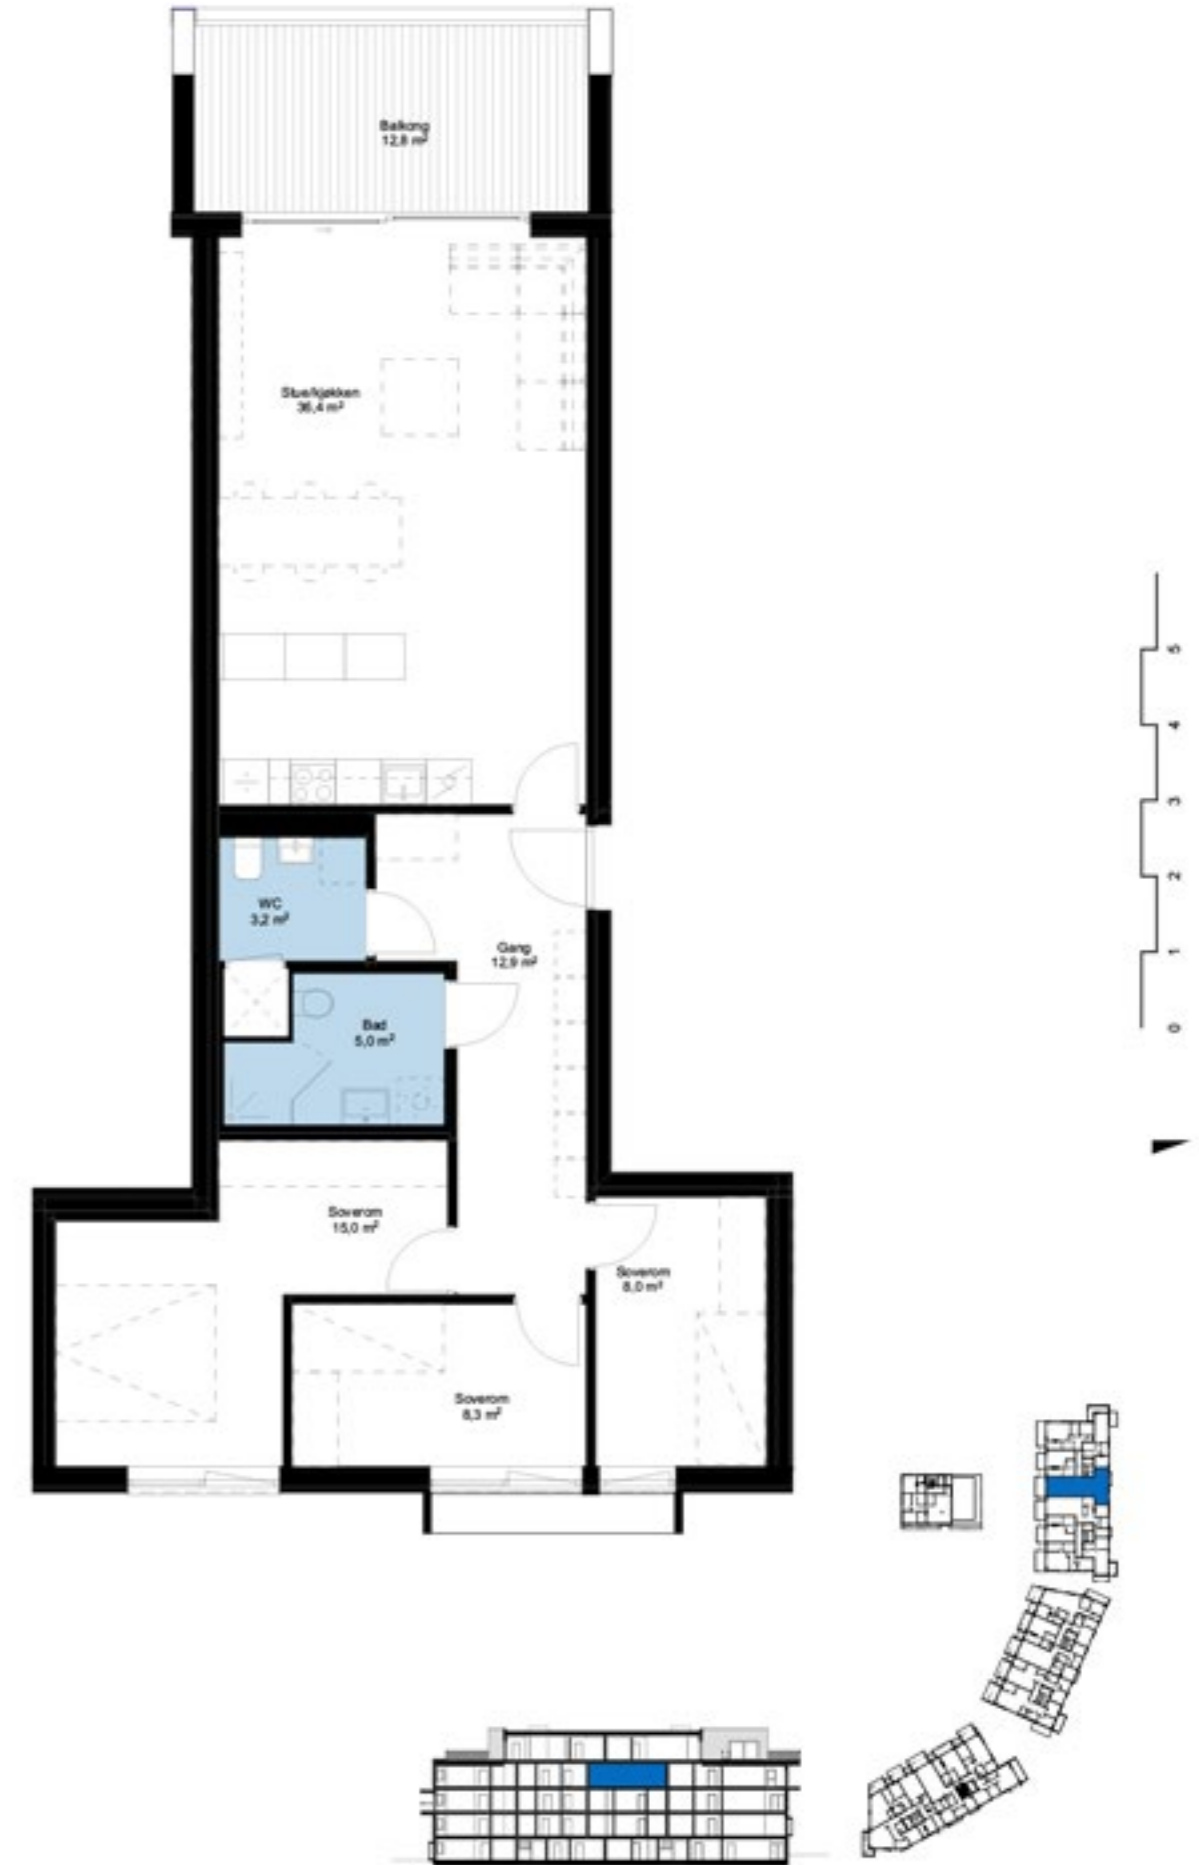 Balkong
12,8 m²
Stue/kjøkken
36,4 m²
WC
3,2 m²
Gang
12,9 m²
Bad
5,0 m²
Soverom
15,0 m²
Soverom
8,0 m²
Soverom
8,3 m²
5
4
3
2
1
0